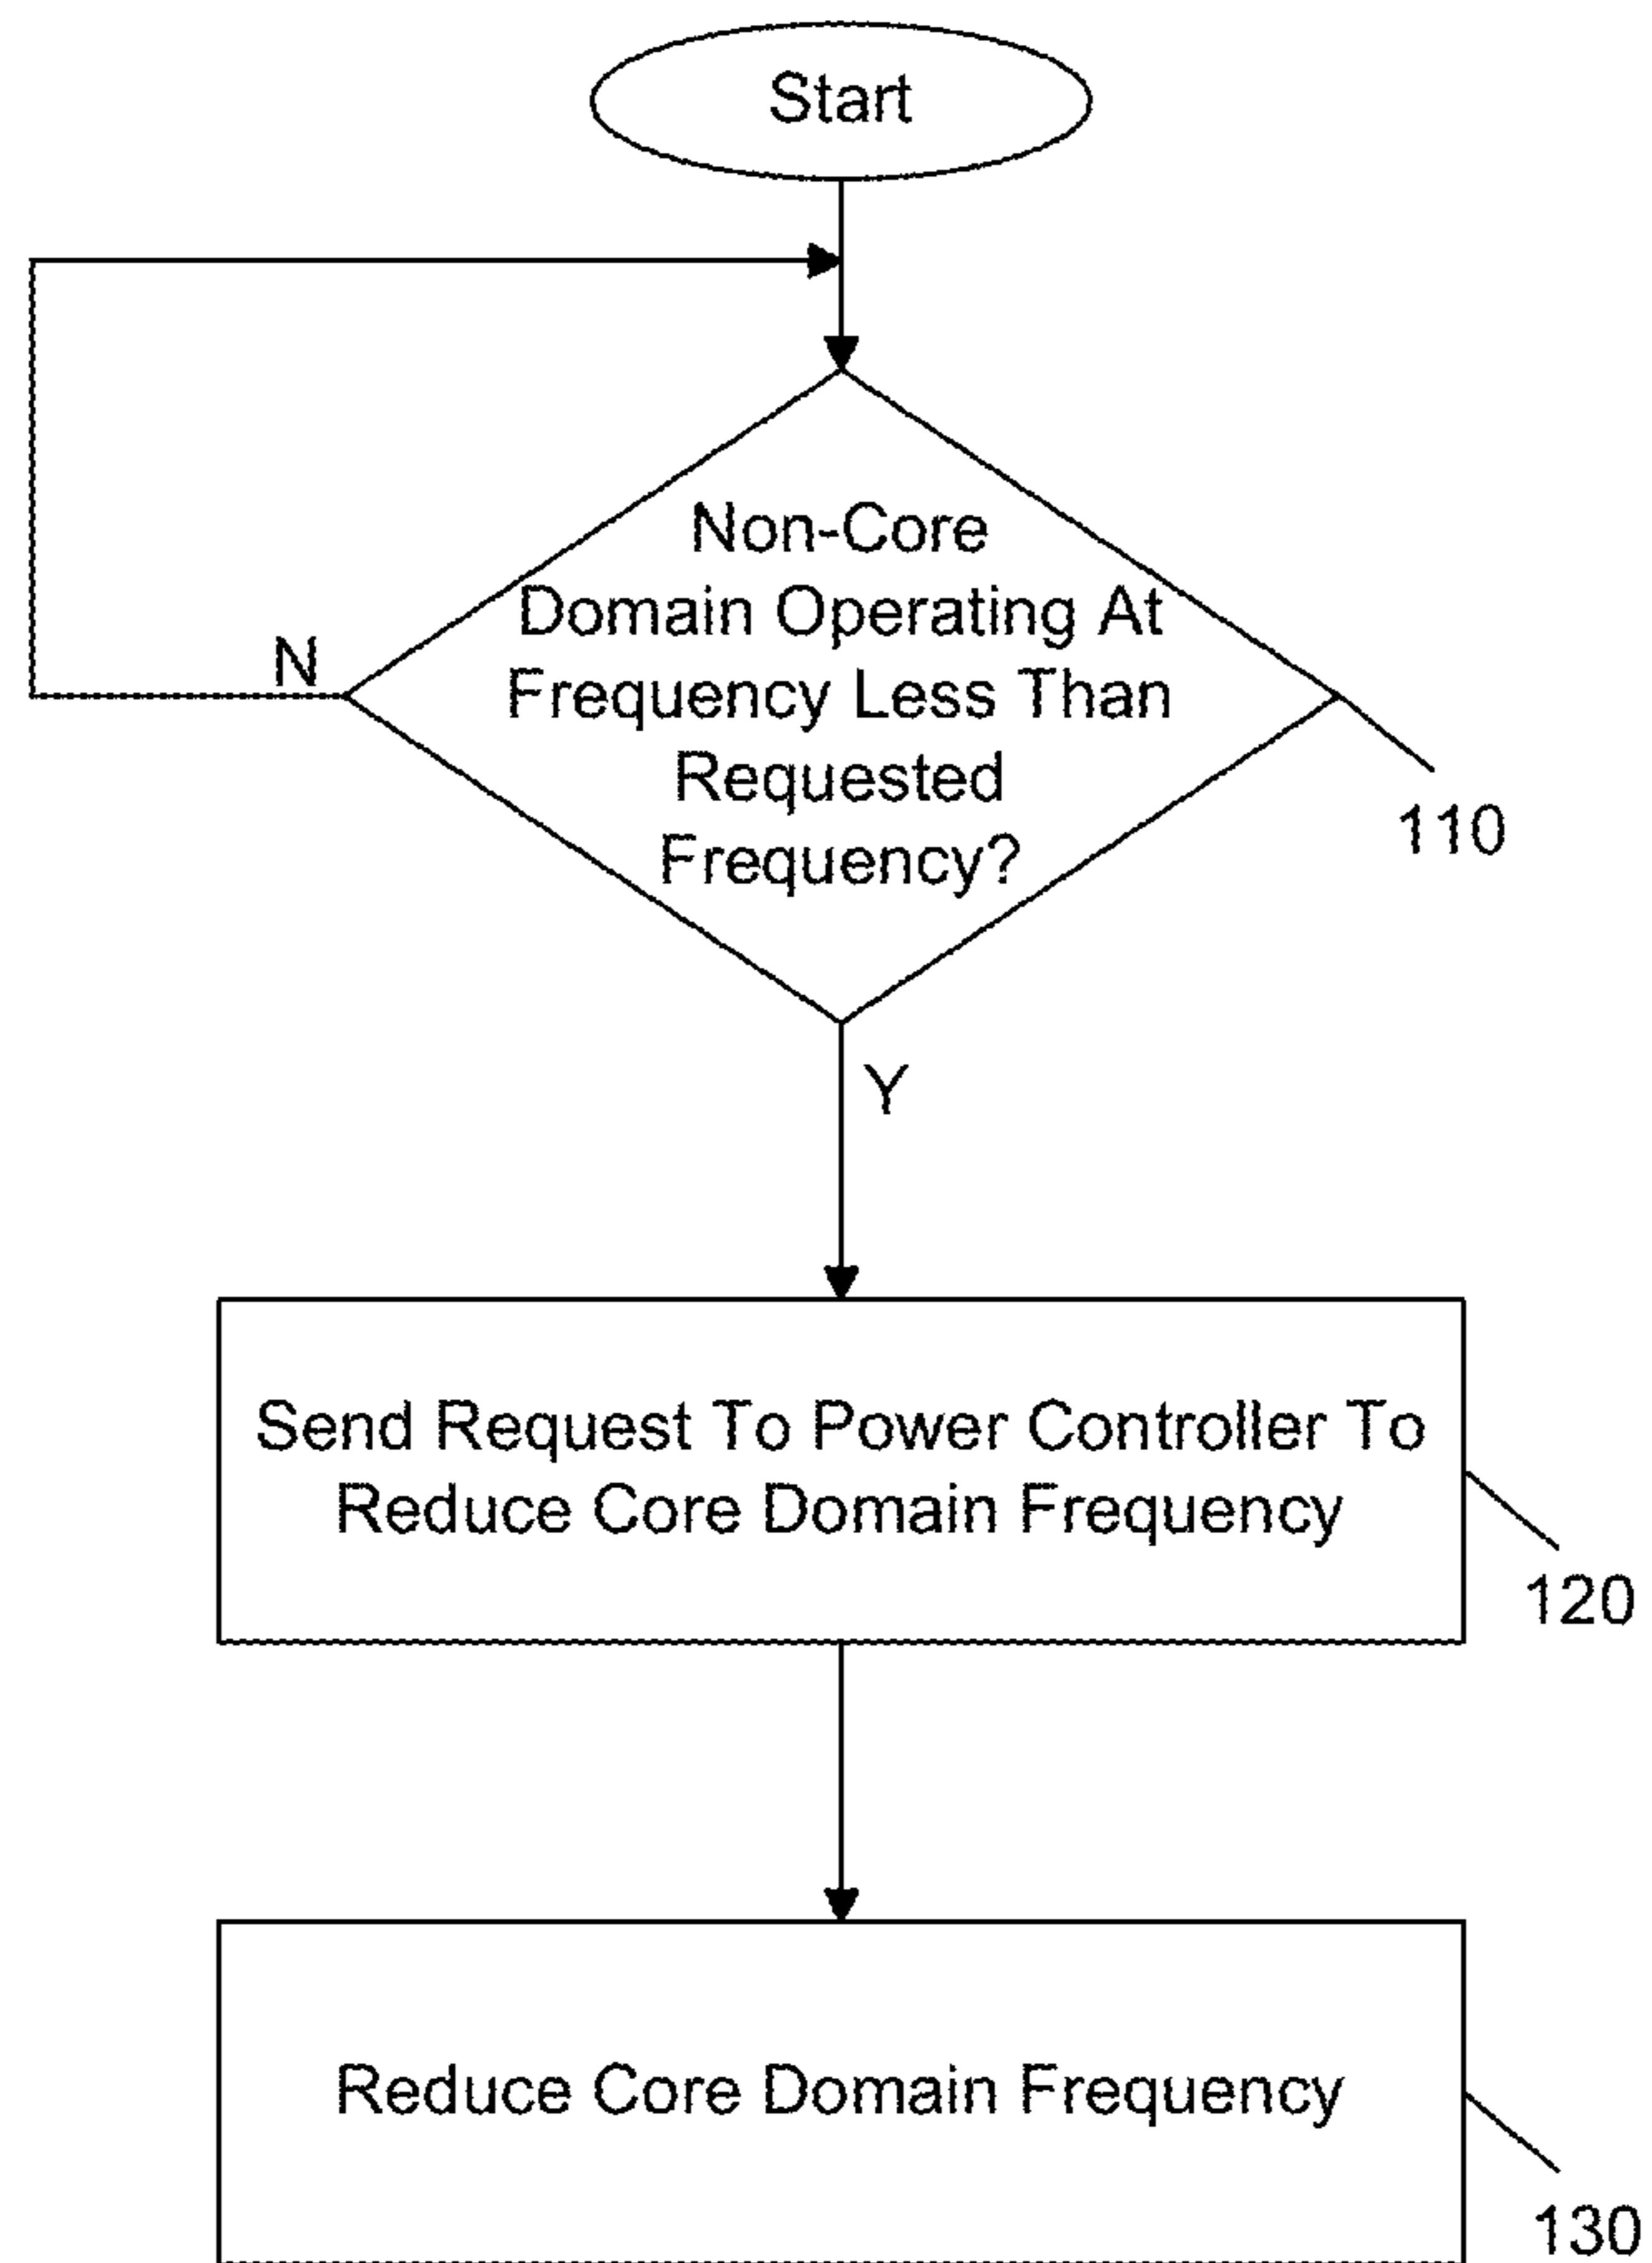 Start
Non-Core
Domain Operating At
Frequency Less Than
Requested
Frequency?
N
110
Y
Send Request To Power Controller To
Reduce Core Domain Frequency
120
Reduce Core Domain Frequency
130